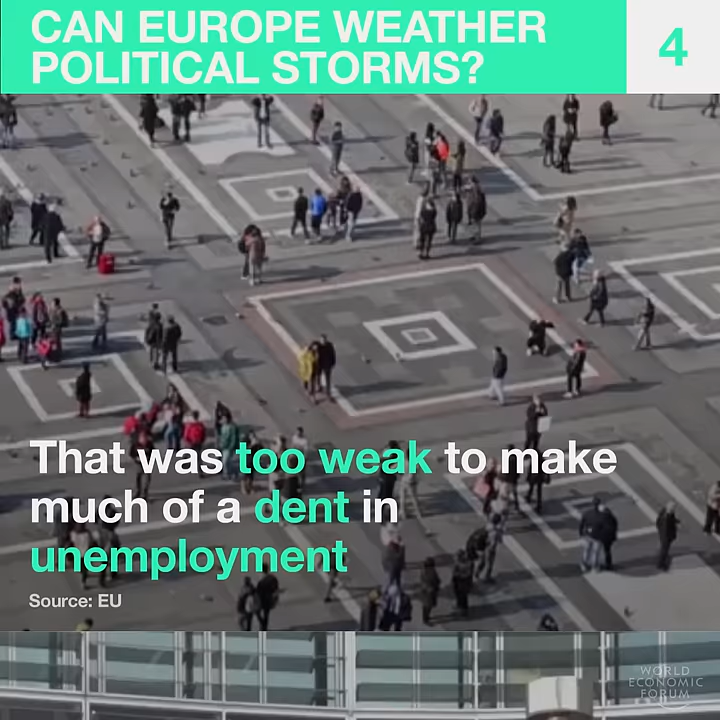 CAN EUROPE WEATHER
POLITICAL STORMS?
4
That was too weak to make
much of a dent in
unemployment
Source: EU
WORLD
ECONOMIC
FORUM